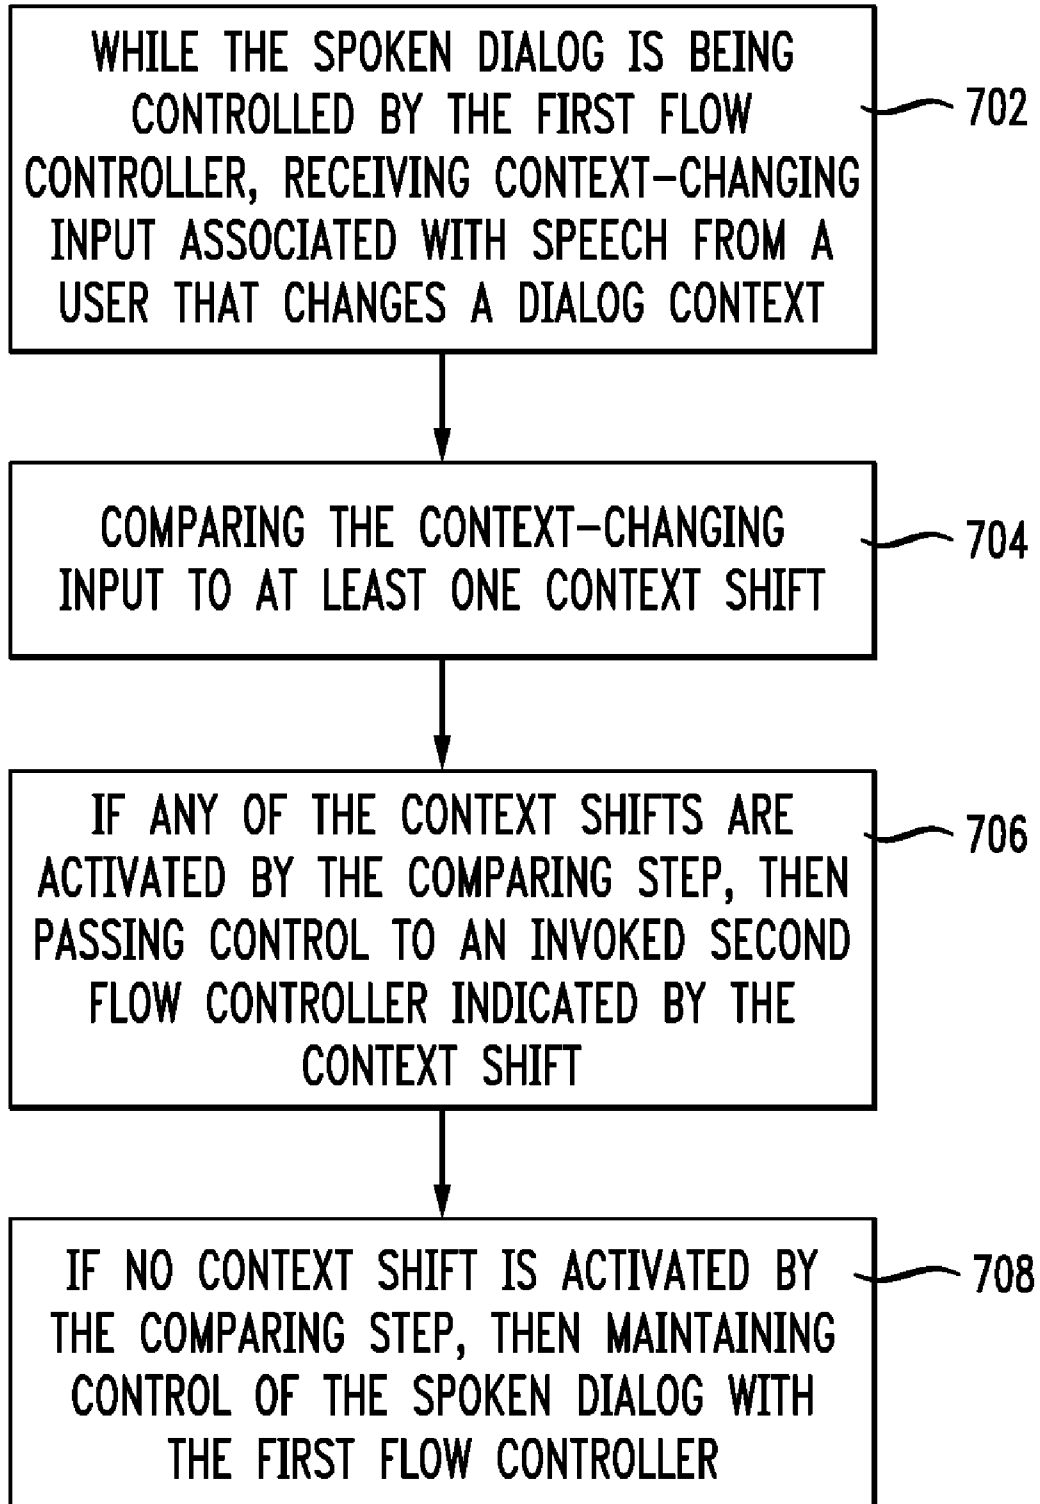 WHILE THE SPOKEN DIALOG IS BEING
CONTROLLED BY THE FIRST FLOW
CONTROLLER, RECEIVING CONTEXT-CHANGING
INPUT ASSOCIATED WITH SPEECH FROM A
USER THAT CHANGES A DIALOG CONTEXT
702
COMPARING THE CONTEXT-CHANGING
INPUT TO AT LEAST ONE CONTEXT SHIFT
704
IF ANY OF THE CONTEXT SHIFTS ARE
ACTIVATED BY THE COMPARING STEP, THEN
PASSING CONTROL TO AN INVOKED SECOND
FLOW CONTROLLER INDICATED BY THE
CONTEXT SHIFT
706
IF NO CONTEXT SHIFT IS ACTIVATED BY
THE COMPARING STEP, THEN MAINTAINING
CONTROL OF THE SPOKEN DIALOG WITH
THE FIRST FLOW CONTROLLER
708